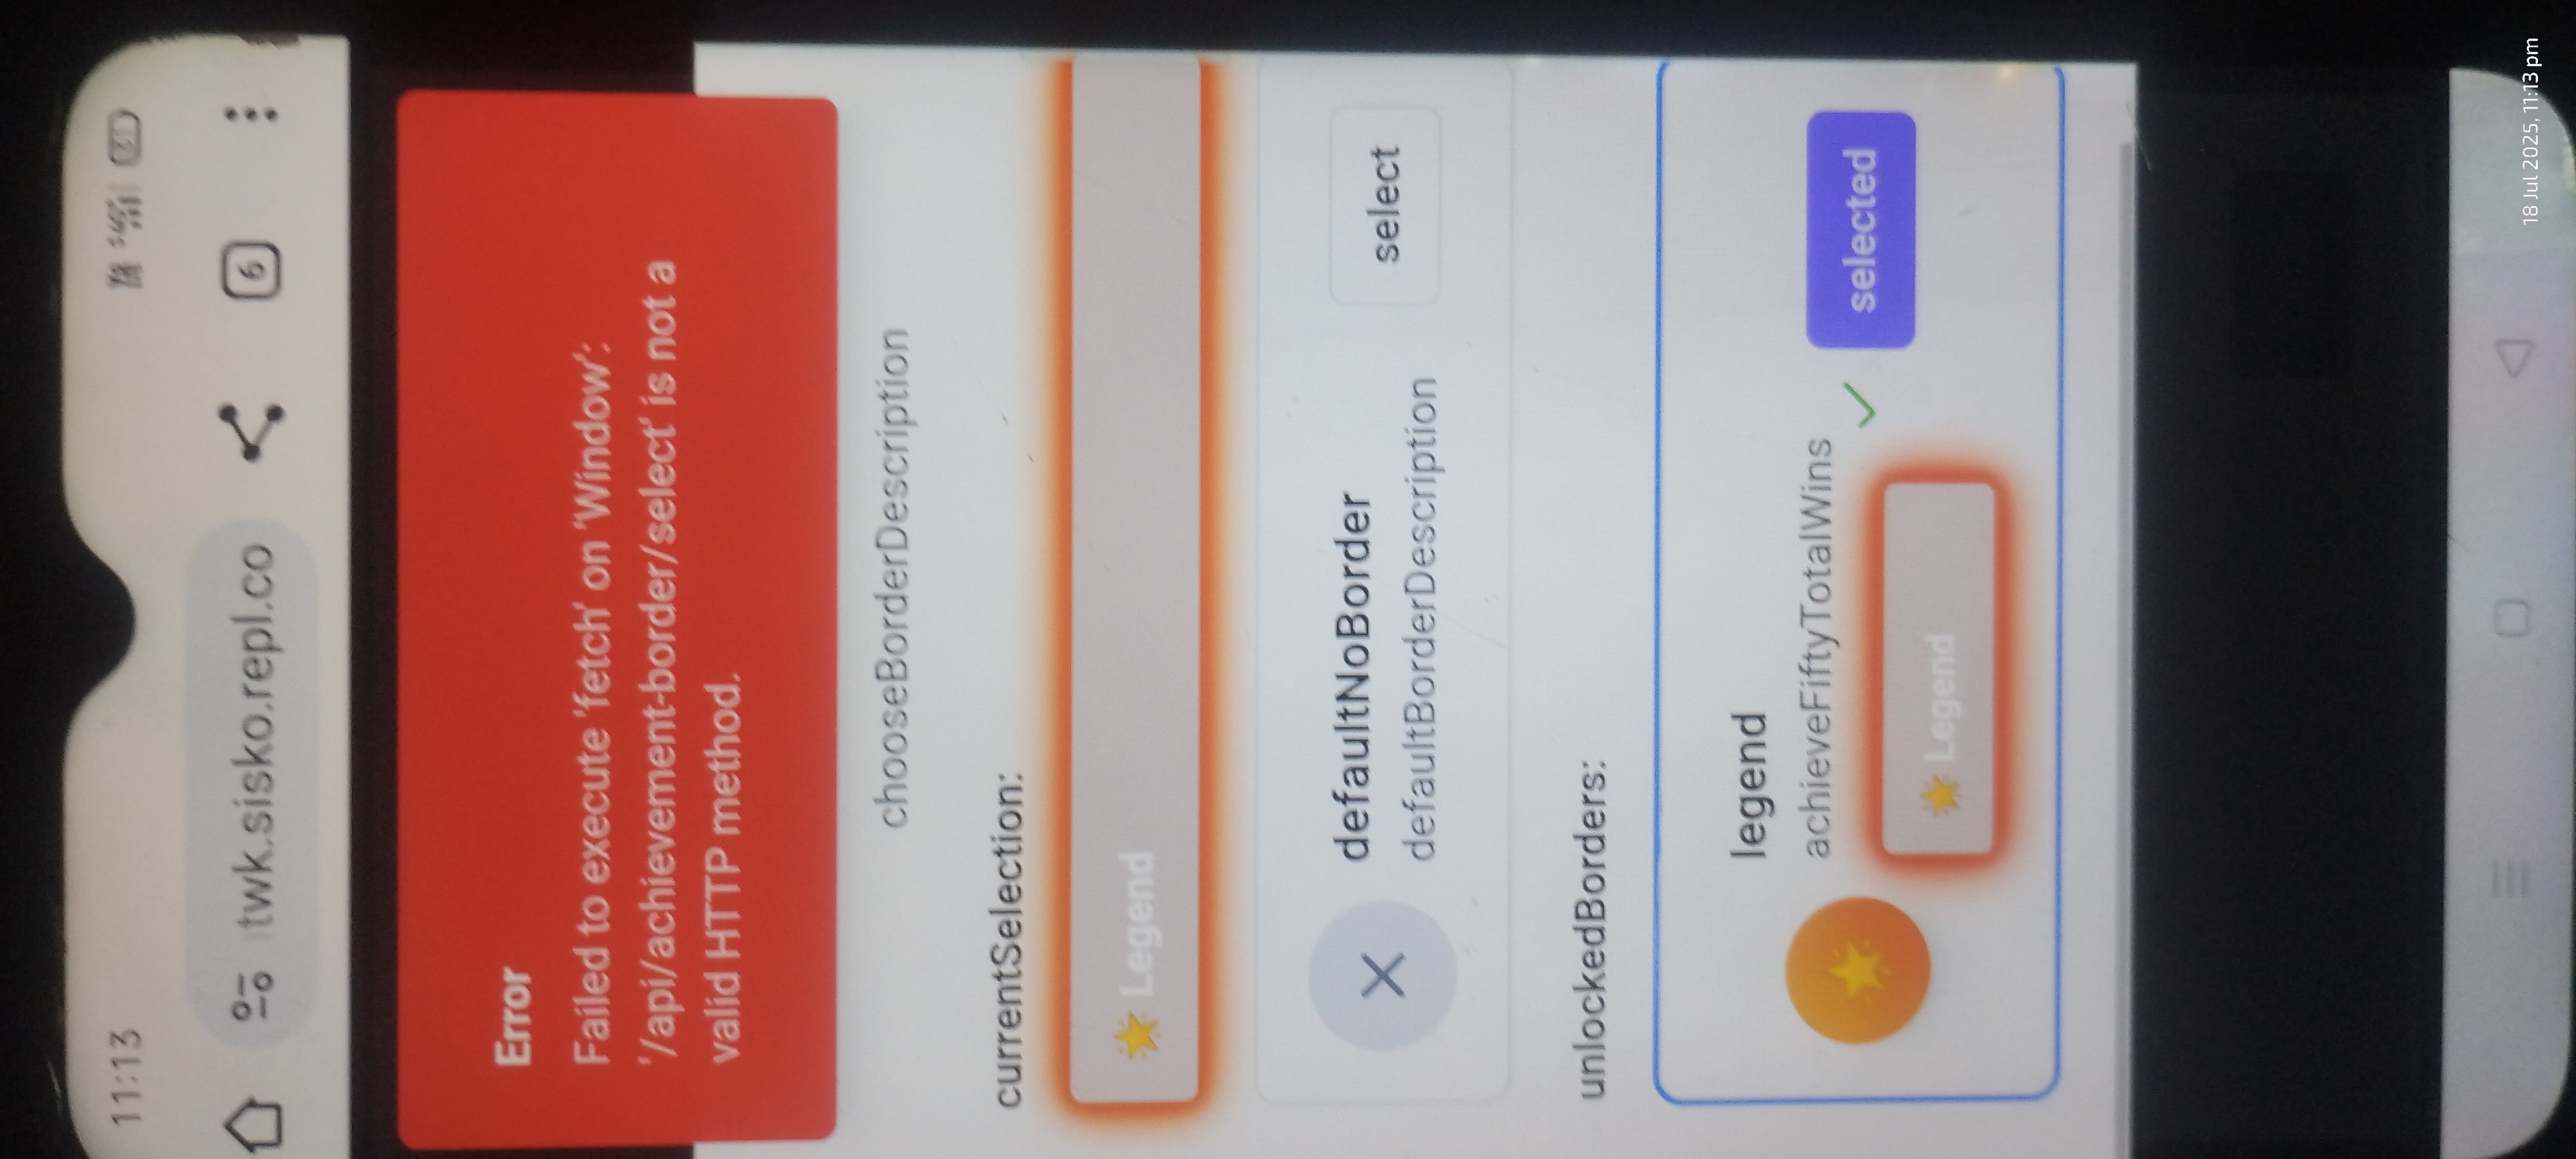 11:13
twk.sisko.repl.co
6
Error
Failed to execute 'fetch' on 'Window':
'/api/achievement-border/select' is not a
valid HTTP method.
chooseBorderDescription
currentSelection:
Legend
defaultNoBorder
defaultBorderDescription
select
unlockedBorders:
legend
achieveFiftyTotalWins
selected
Legend
18 Jul 2025, 11:13 pm